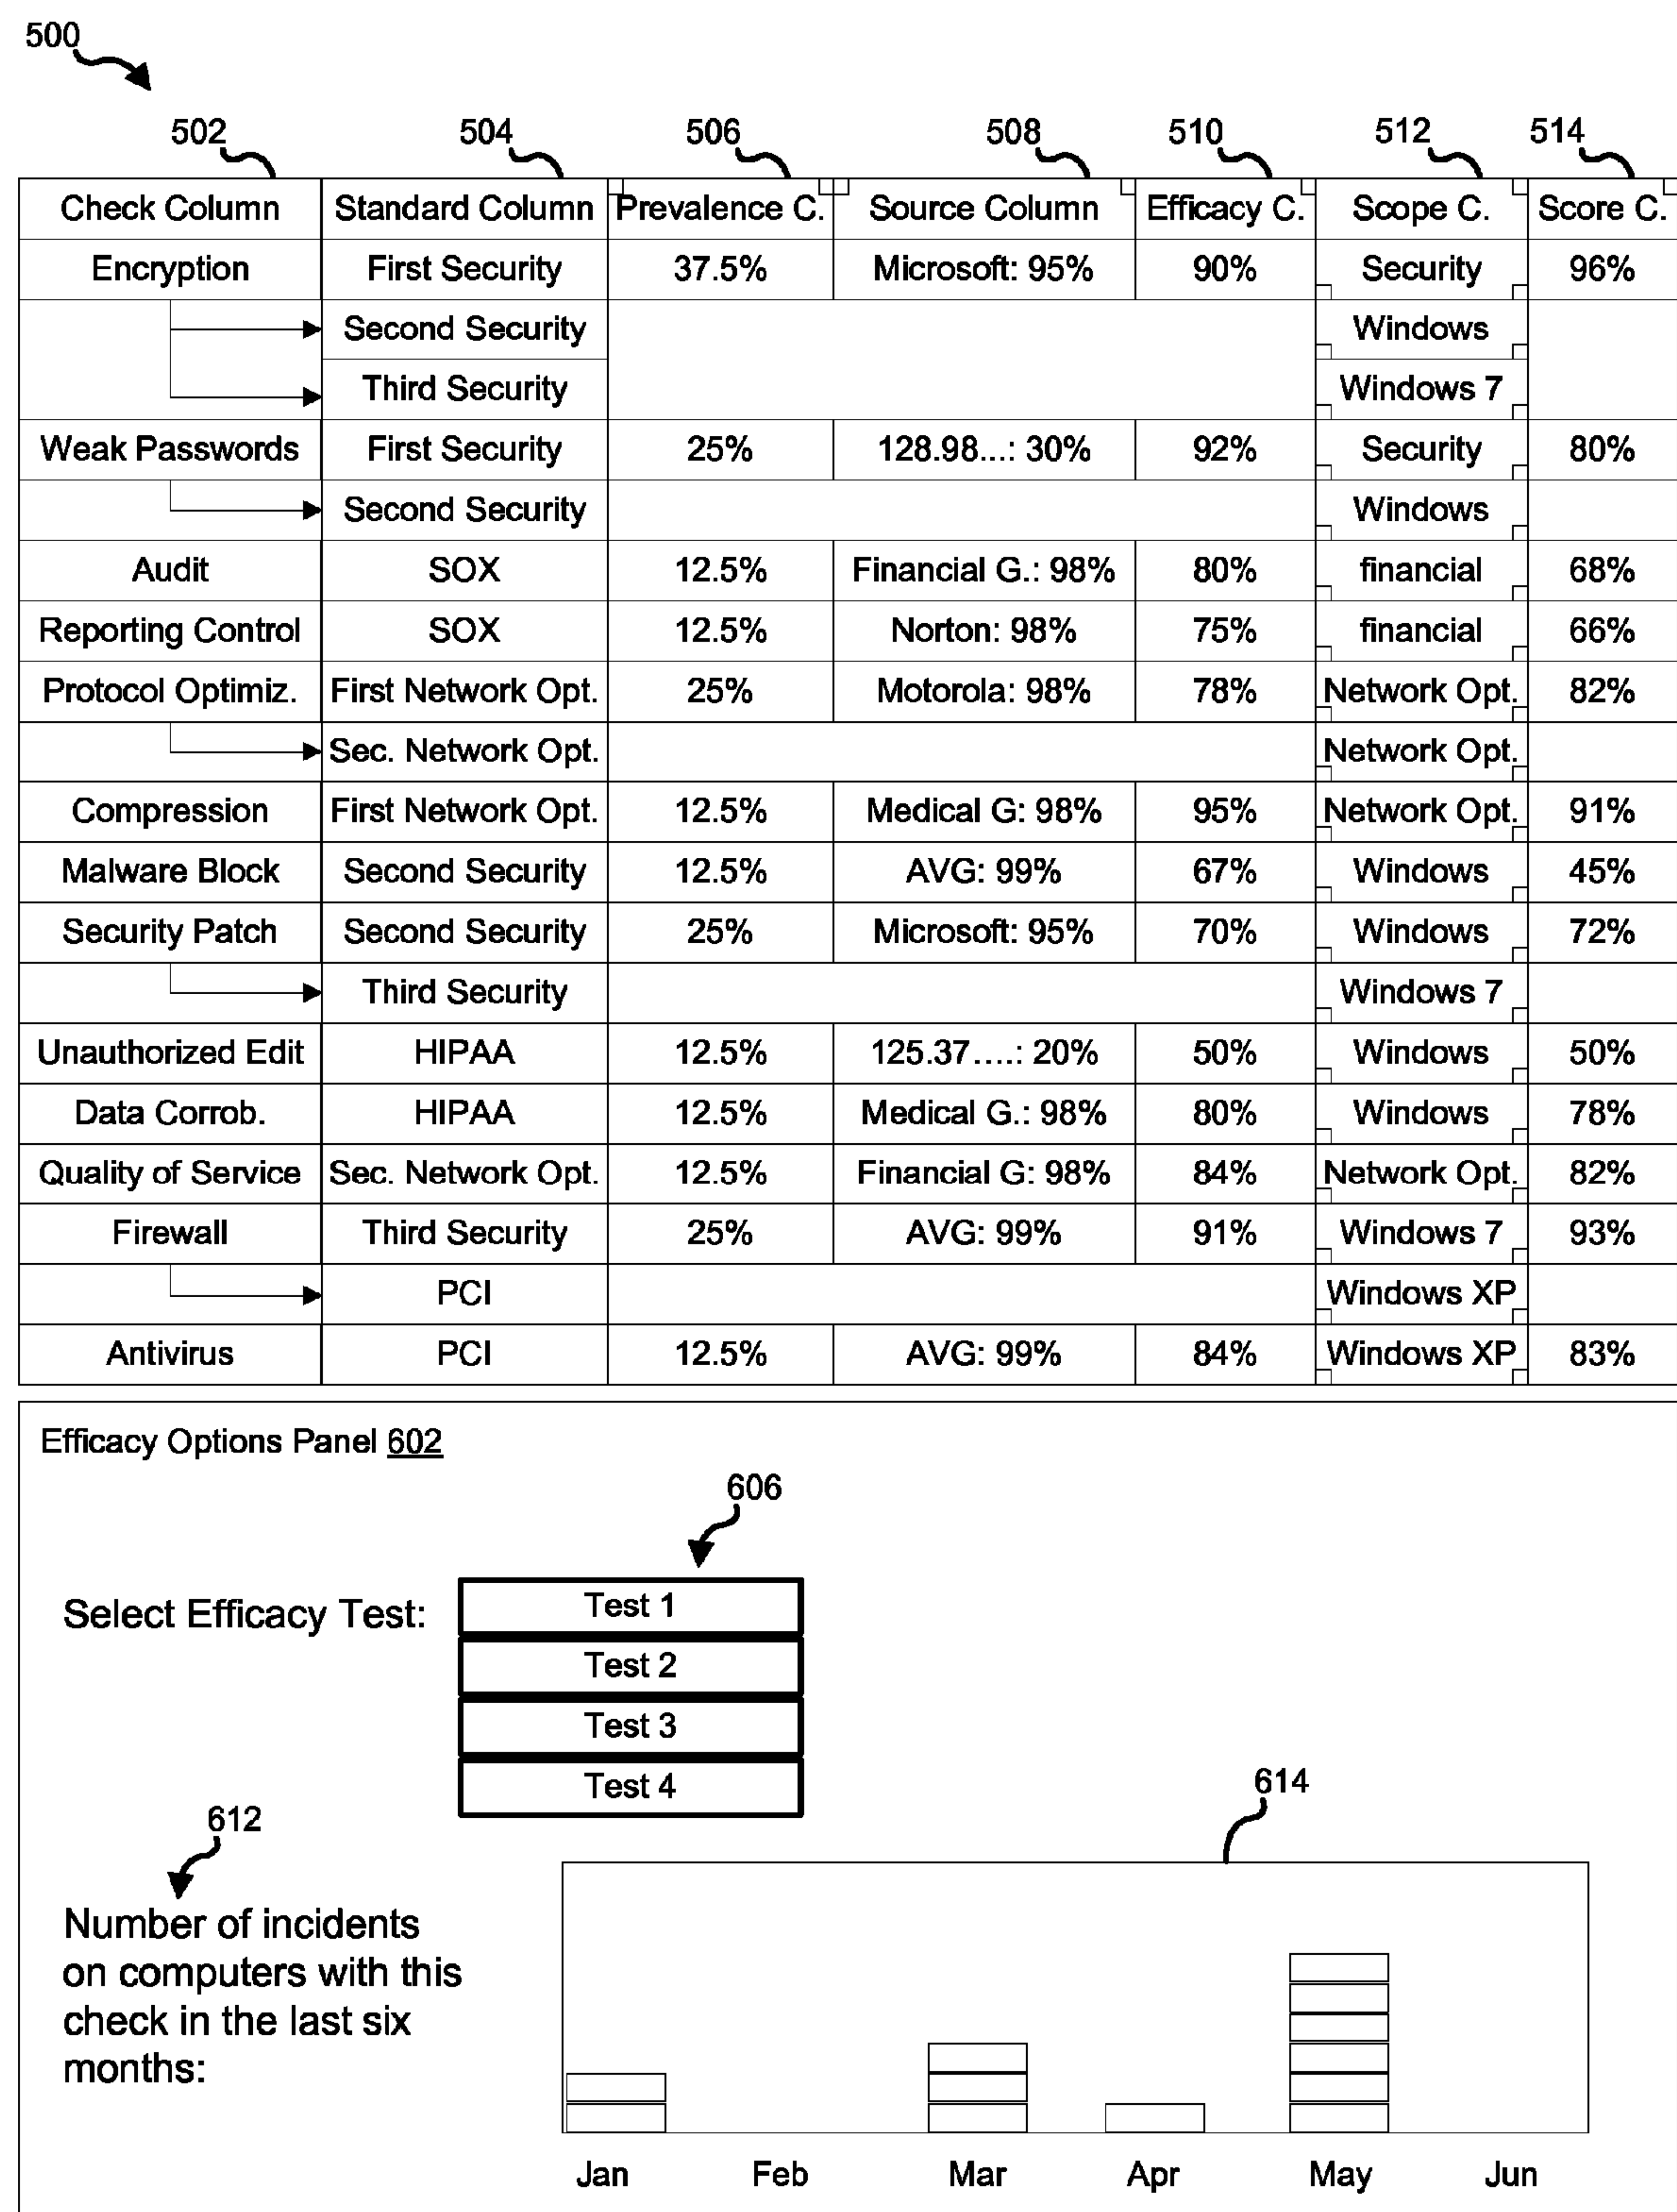 500
502 504 506 508 510 512 514
Check Column Standard Column Prevalence C. Source Column Efficacy C. Scope C. Score C.
Encryption First Security 37.5% Microsoft: 95% 90% Security 96%
Second Security Windows
Third Security Windows 7
Weak Passwords First Security 25% 128.98...: 30% 92% Security 80%
Second Security Windows
Audit SOX 12.5% Financial G.: 98% 80% financial 68%
Reporting Control SOX 12.5% Norton: 98% 75% financial 66%
Protocol Optimiz. First Network Opt. 25% Motorola: 98% 78% Network Opt. 82%
Sec. Network Opt. Network Opt.
Compression First Network Opt. 12.5% Medical G: 98% 95% Network Opt. 91%
Malware Block Second Security 12.5% AVG: 99% 67% Windows 45%
Security Patch Second Security 25% Microsoft: 95% 70% Windows 72%
Third Security Windows 7
Unauthorized Edit HIPAA 12.5% 125.37....: 20% 50% Windows 50%
Data Corrob. HIPAA 12.5% Medical G.: 98% 80% Windows 78%
Quality of Service Sec. Network Opt. 12.5% Financial G: 98% 84% Network Opt. 82%
Firewall Third Security 25% AVG: 99% 91% Windows 7 93%
PCI Windows XP
Antivirus PCI 12.5% AVG: 99% 84% Windows XP 83%
Efficacy Options Panel 602
606
Select Efficacy Test:
Test 1
Test 2
Test 3
Test 4
612
614
Number of incidents
on computers with this
check in the last six
months:
Jan Feb Mar Apr May Jun